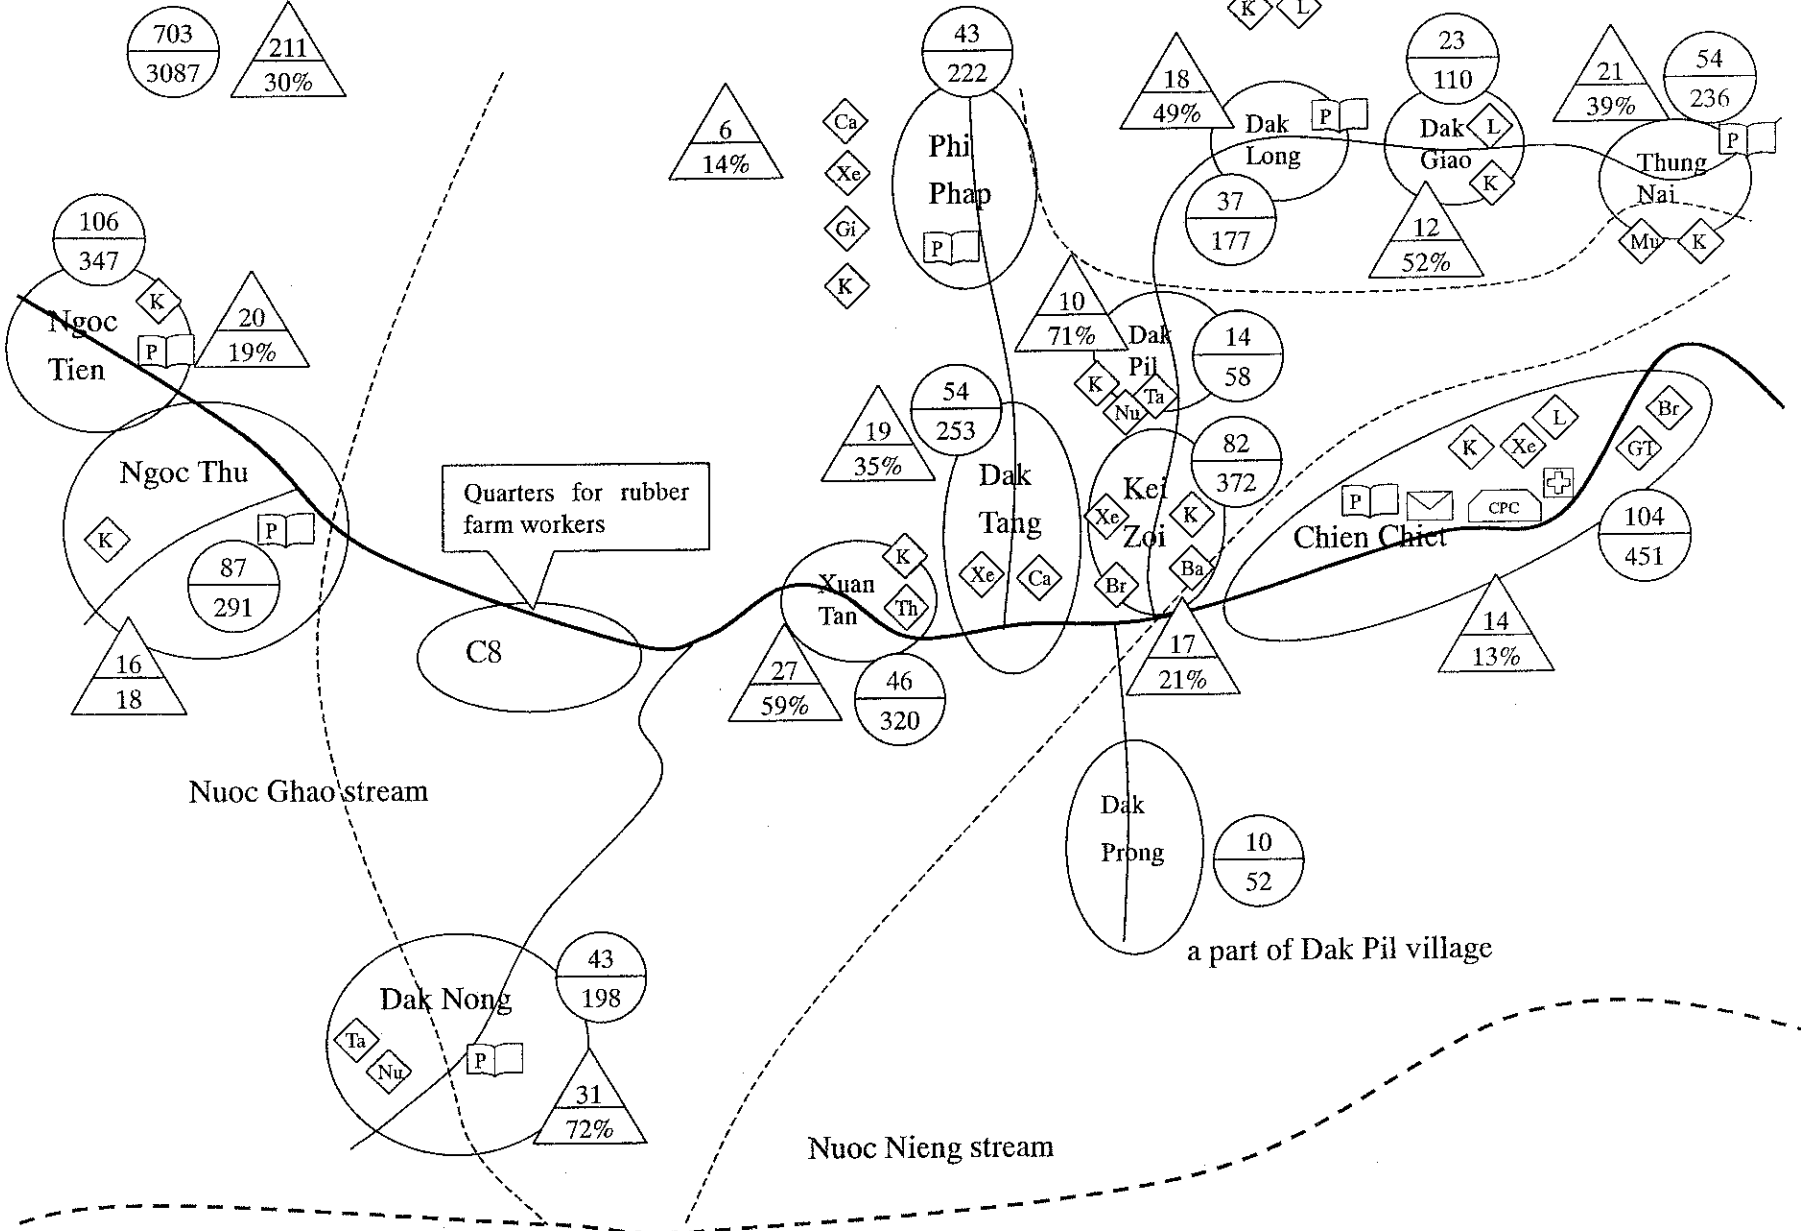 703
3087
211
30%
43
222
K
L
23
110
18
49%
21
39%
54
236
6
14%
Ca
Xe
Gi
K
Phi
Phap
P
Dak
Long
P
37
177
Dak
Giao
L
K
12
52%
Thung
Nai
P
Mu
K
106
347
Ngoc
Tien
K
P
20
19%
10
71%
Dak
Pil
14
58
K
Nu
Ta
54
253
19
35%
Dak
Tang
Xe
Ca
82
372
Kei
Zoi
Xe
K
Br
Ba
17
21%
K
Xe
L
Br
GT
P
CPC
Chien Chiet
104
451
14
13%
Ngoc Thu
K
P
87
291
16
18
Quarters for rubber
farm workers
C8
Xuan
Tan
K
Th
27
59%
46
320
Nuoc Ghao stream
Dak
Prong
10
52
a part of Dak Pil village
Dak Nong
Ta
Nu
P
43
198
31
72%
Nuoc Nieng stream